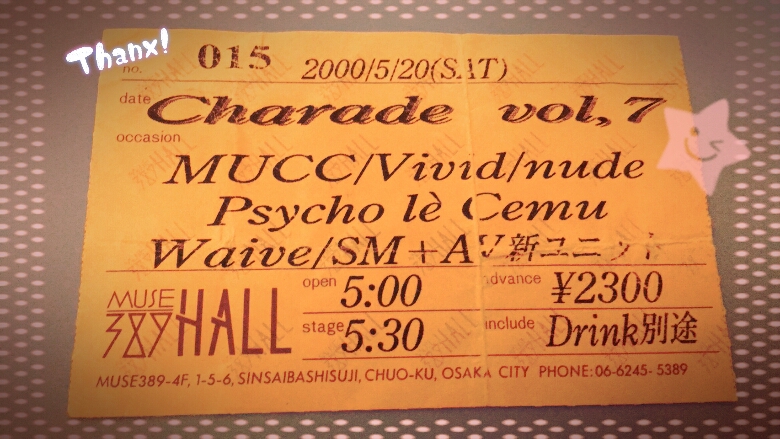 Thanx!
no. 015 2000/5/20(SAT)
date Charade vol,7
occasion
MUCC/Vivid/nude
Psycho lè Cemu
Waive/SM+AV新ユニット
MUSE 389 HALL
open 5:00 advance ¥2300
stage 5:30 include Drink別途
MUSE389-4F, 1-5-6, SINSAIBASHISUJI, CHUO-KU, OSAKA CITY PHONE: 06-6245-5389